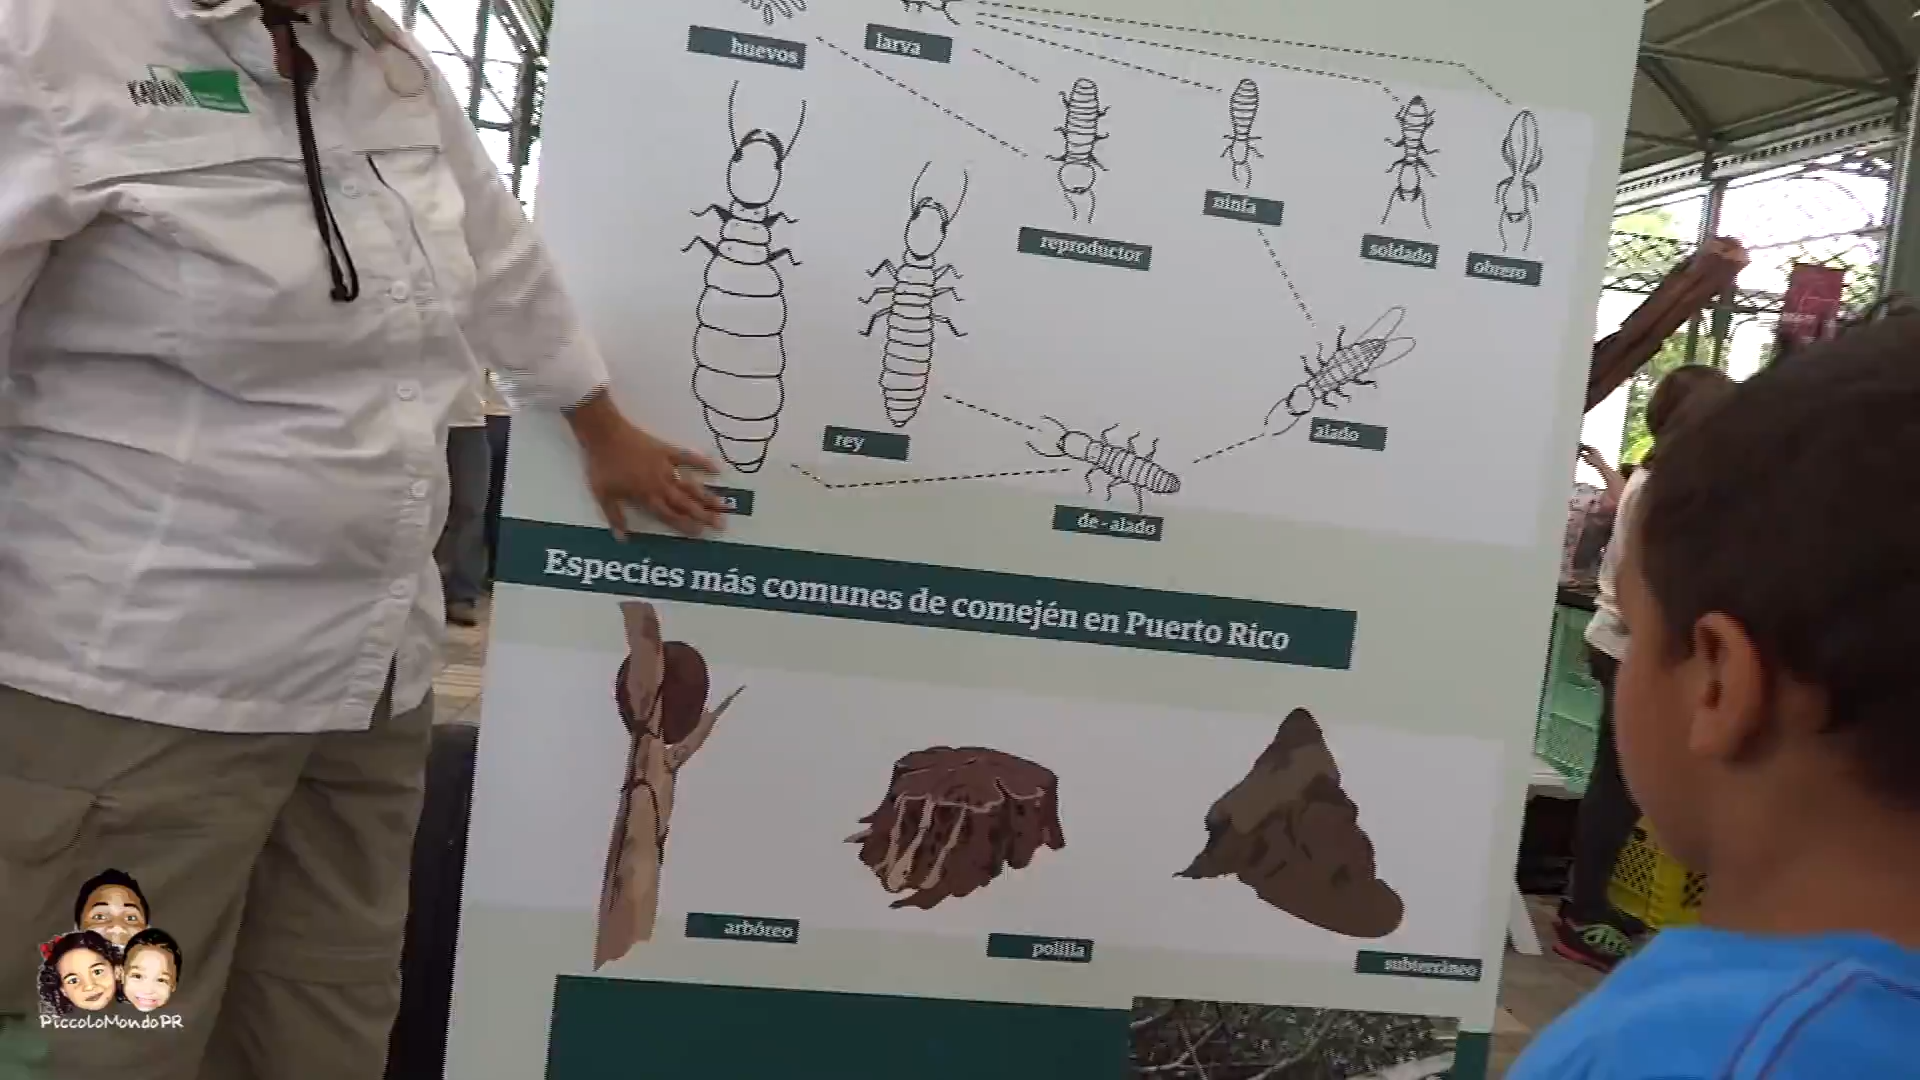 huevos
larva
reproductor
ninfa
soldado
obrero
rey
alado
de-alado
Especies más comunes de comején en Puerto Rico
arbóreo
polilla
subterráneo
PiccoloMondoPR